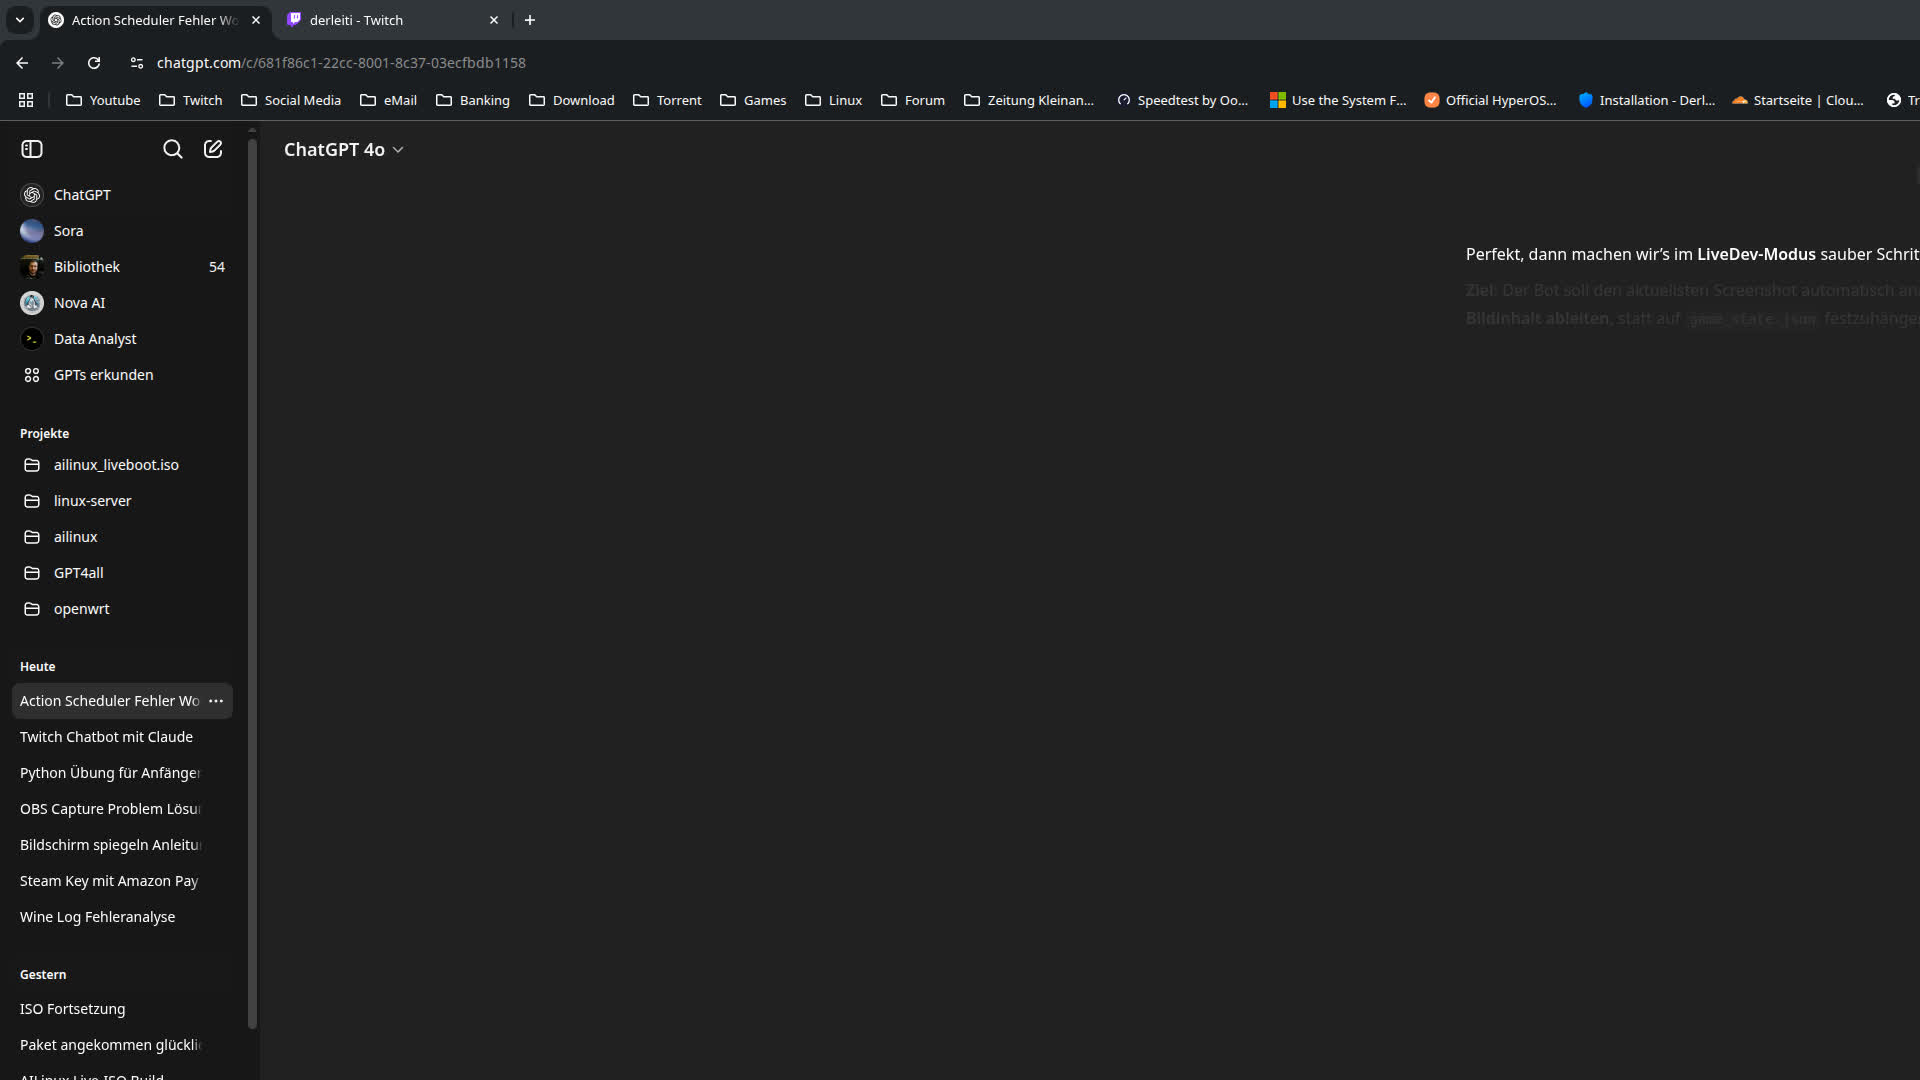 Action Scheduler Fehler Wo
derleiti - Twitch
chatgpt.com/c/681f86c1-22cc-8001-8c37-03ecfbdb1158
Youtube
Twitch
Social Media
eMail
Banking
Download
Torrent
Games
Linux
Forum
Zeitung Kleinan...
Speedtest by Oo...
Use the System F...
Official HyperOS...
Installation - Derl...
Startseite | Clou...
Tr
ChatGPT 4o
ChatGPT
Sora
Bibliothek 54
Nova AI
Data Analyst
GPTs erkunden
Perfekt, dann machen wir's im LiveDev-Modus sauber Schrit
Ziel: Der Bot soll den aktuellsten Screenshot automatisch an
Bildinhalt ableiten, statt auf game_state.json festzuhänge
Projekte
ailinux_liveboot.iso
linux-server
ailinux
GPT4all
openwrt
Heute
Action Scheduler Fehler Wo
Twitch Chatbot mit Claude
Python Übung für Anfänger
OBS Capture Problem Lösu
Bildschirm spiegeln Anleitu
Steam Key mit Amazon Pay
Wine Log Fehleranalyse
Gestern
ISO Fortsetzung
Paket angekommen glückli
AILinux Live-ISO Build